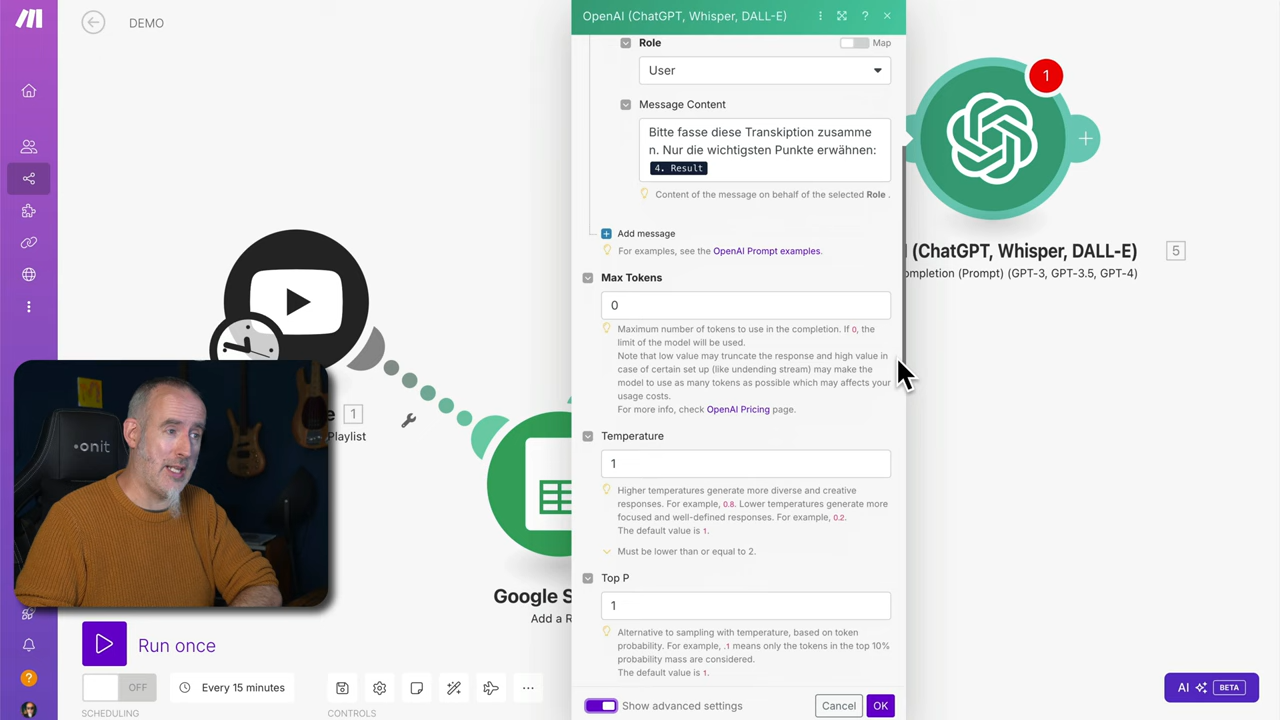 DEMO
OpenAI (ChatGPT, Whisper, DALL-E)
Role
Map
User
Message Content
Bitte fasse diese Transkiption zusamme
n. Nur die wichtigsten Punkte erwähnen:
4. Result
Content of the message on behalf of the selected Role .
Add message
For examples, see the OpenAI Prompt examples.
Max Tokens
0
Maximum number of tokens to use in the completion. If 0, the
limit of the model will be used.
Note that low value may truncate the response and high value in
case of certain set up (like undending stream) may make the
model to use as many tokens as possible which may affects your
usage costs.
For more info, check OpenAI Pricing page.
Temperature
1
Higher temperatures generate more diverse and creative
responses. For example, 0.8. Lower temperatures generate more
focused and well-defined responses. For example, 0.2.
The default value is 1.
Must be lower than or equal to 2.
Top P
1
Alternative to sampling with temperature, based on token
probability. For example, .1 means only the tokens in the top 10%
probability mass are considered.
The default value is 1.
Show advanced settings
Cancel
OK
1
(ChatGPT, Whisper, DALL-E)
5
ompletion (Prompt) (GPT-3, GPT-3.5, GPT-4)
e
1
Playlist
onit
Google S
Add a R
Run once
OFF
Every 15 minutes
SCHEDULING
CONTROLS
?
AI
BETA